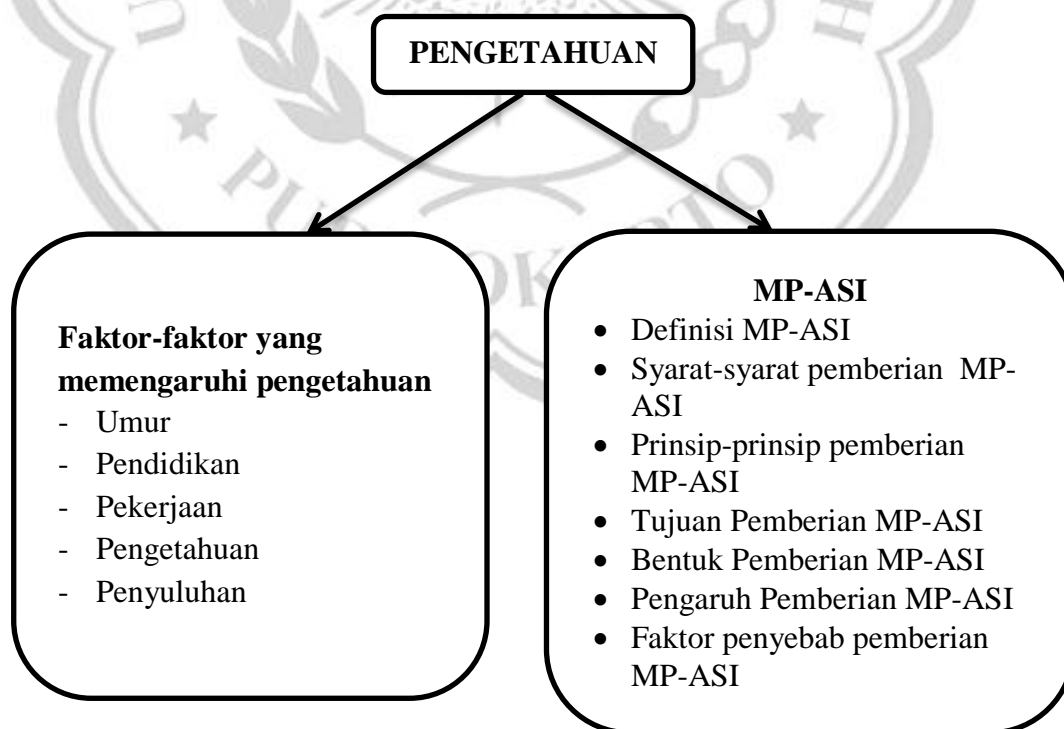 PENGETAHUAN
Faktor-faktor yang
memengaruhi pengetahuan
- Umur
- Pendidikan
- Pekerjaan
- Pengetahuan
- Penyuluhan
MP-ASI
• Definisi MP-ASI
• Syarat-syarat pemberian MP-
ASI
• Prinsip-prinsip pemberian
MP-ASI
• Tujuan Pemberian MP-ASI
• Bentuk Pemberian MP-ASI
• Pengaruh Pemberian MP-ASI
• Faktor penyebab pemberian
MP-ASI